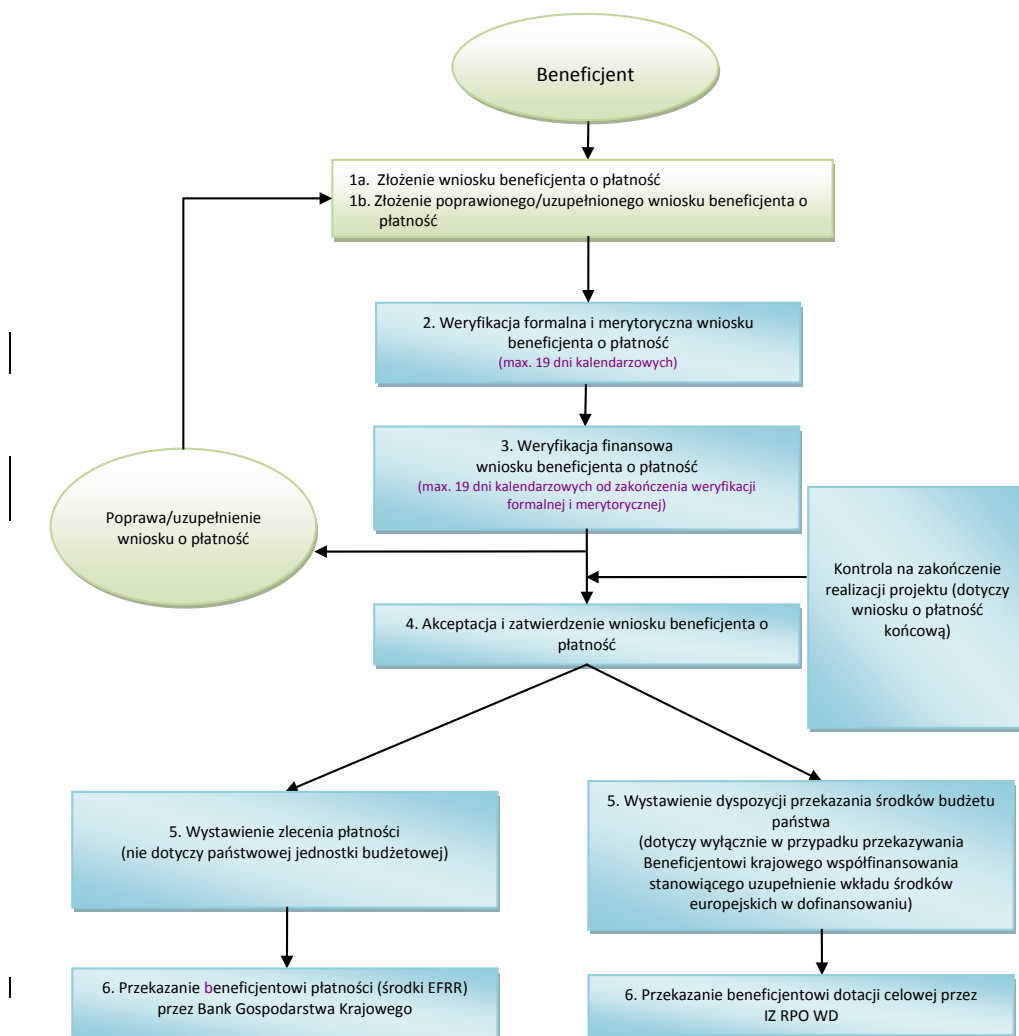 Beneficjent
1a. Złożenie wniosku beneficjenta o płatność
1b. Złożenie poprawionego/uzupełnionego wniosku beneficjenta o
płatność
2. Weryfikacja formalna i merytoryczna wniosku
beneficjenta o płatność
(max. 19 dni kalendarzowych)
3. Weryfikacja finansowa
wniosku beneficjenta o płatność
(max. 19 dni kalendarzowych od zakończenia weryfikacji
formalnej i merytorycznej)
Poprawa/uzupełnienie
wniosku o płatność
Kontrola na zakończenie
realizacji projektu (dotyczy
wniosku o płatność
końcową)
4. Akceptacja i zatwierdzenie wniosku beneficjenta o
płatność
5. Wystawienie zlecenia płatności
(nie dotyczy państwowej jednostki budżetowej)
5. Wystawienie dyspozycji przekazania środków budżetu
państwa
(dotyczy wyłącznie w przypadku przekazywania
Beneficjentowi krajowego współfinansowania
stanowiącego uzupełnienie wkładu środków
europejskich w dofinansowaniu)
6. Przekazanie beneficjentowi płatności (środki EFRR)
przez Bank Gospodarstwa Krajowego
6. Przekazanie beneficjentowi dotacji celowej przez
IZ RPO WD